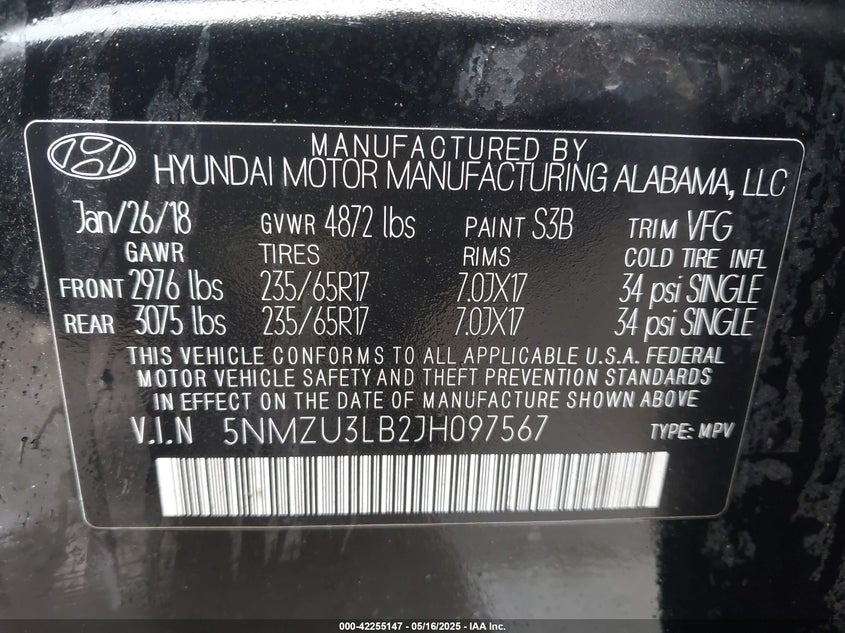 MANUFACTURED BY
HYUNDAI MOTOR MANUFACTURING ALABAMA, LLC
Jan/26/18 GVWR 4872 lbs PAINT S3B TRIM VFG
GAWR TIRES RIMS COLD TIRE INFL
FRONT 2976 lbs 235/65R17 7.0JX17 34 psi SINGLE
REAR 3075 lbs 235/65R17 7.0JX17 34 psi SINGLE
THIS VEHICLE CONFORMS TO ALL APPLICABLE U.S.A. FEDERAL
MOTOR VEHICLE SAFETY AND THEFT PREVENTION STANDARDS
IN EFFECT ON THE DATE OF MANUFACTURE SHOWN ABOVE
V.I.N 5NMZU3LB2JH097567 TYPE: MPV
000-42255147 - 05/16/2025 - IAA Inc.